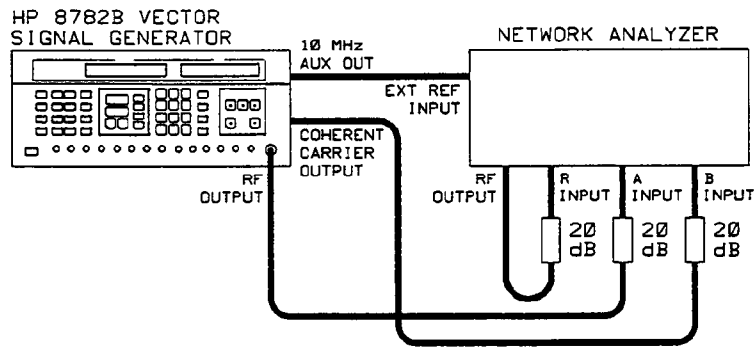 HP 8782B VECTOR
SIGNAL GENERATOR
10 MHz
AUX OUT
NETWORK ANALYZER
EXT REF
INPUT
COHERENT
CARRIER
OUTPUT
RF
OUTPUT
RF
OUTPUT
R
INPUT
A
INPUT
B
INPUT
20
dB
20
dB
20
dB